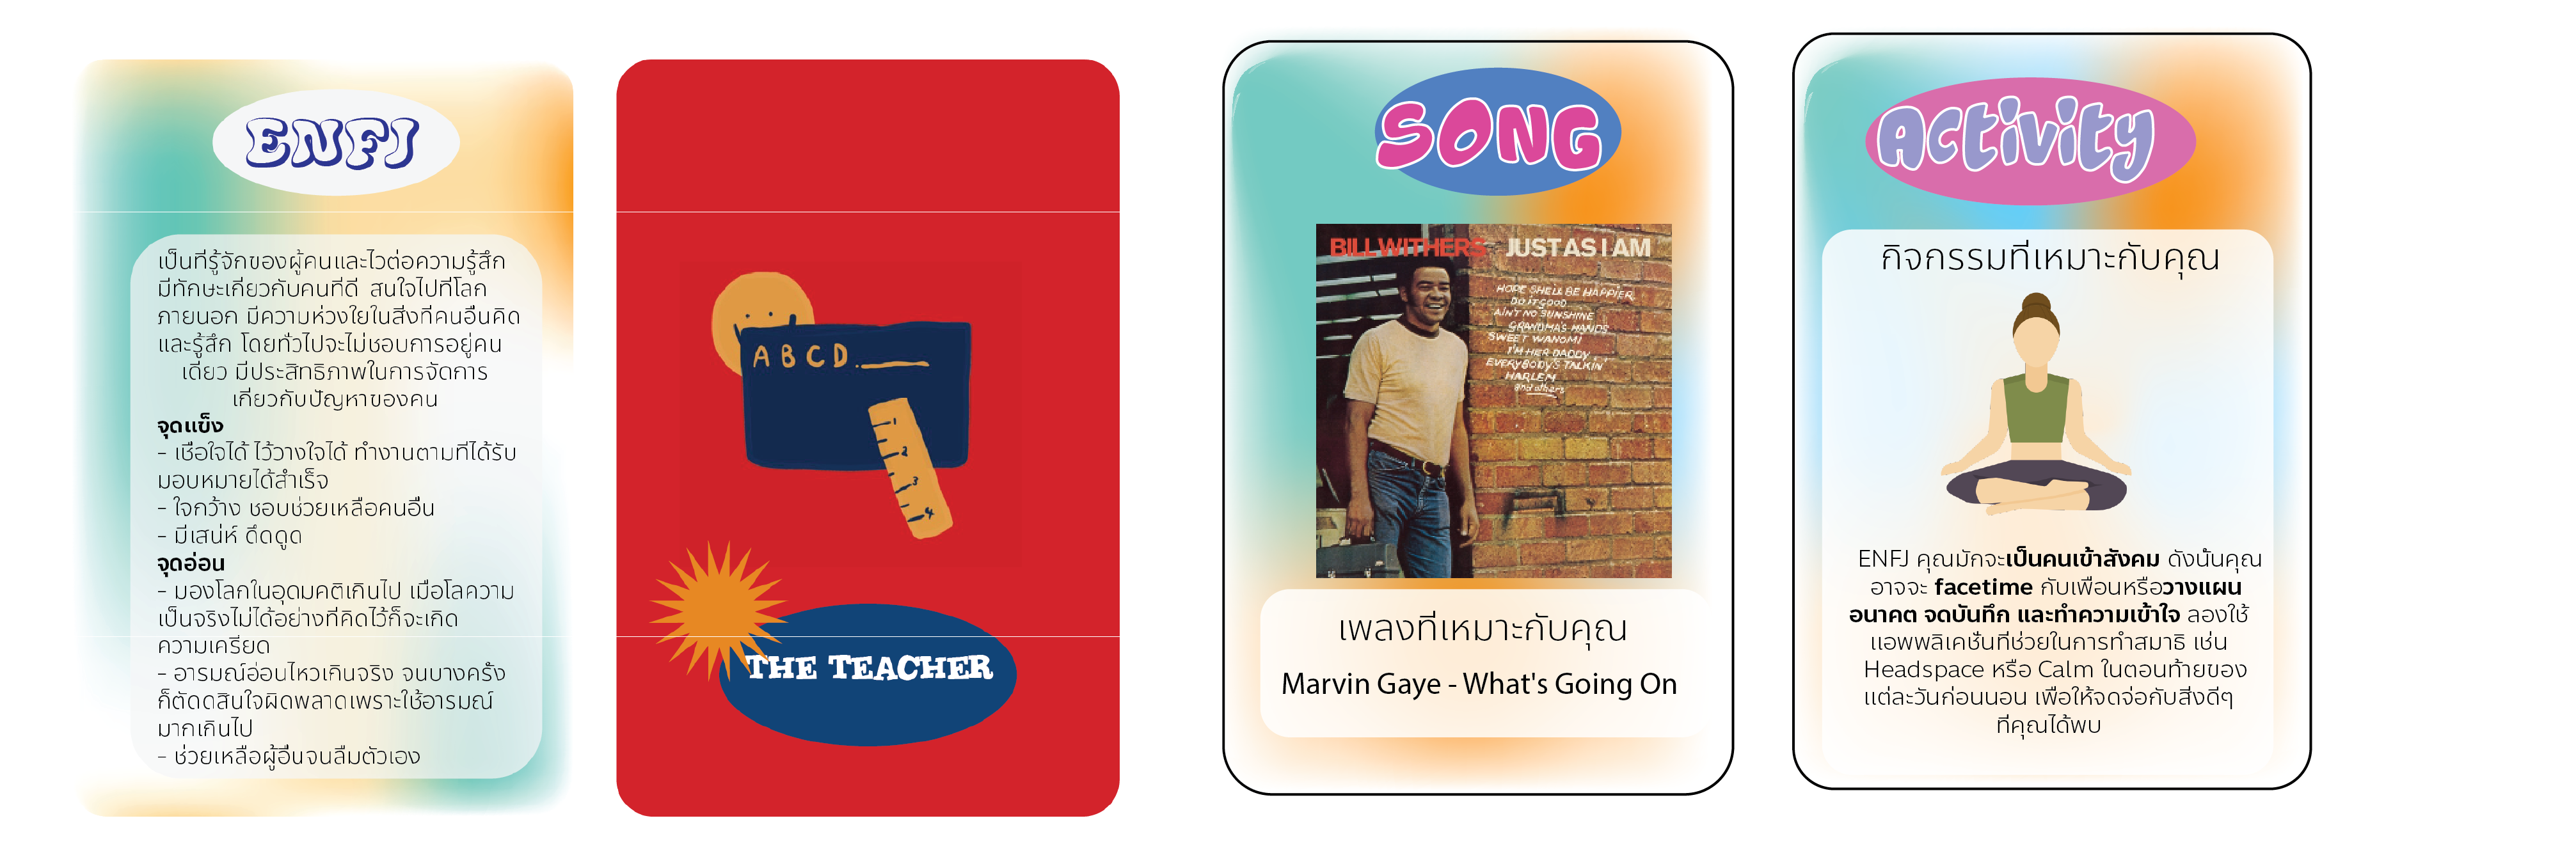 ENFJ
เป็นที่รู้จักของผู้คนและไวต่อความรู้สึก
มีทักษะเกี่ยวกับคนที่ดี สนใจไปที่โลก
ภายนอก มีความห่วงใยในสิ่งที่คนอื่นคิด
และรู้สึก โดยทั่วไปจะไม่ชอบการอยู่คน
เดียว มีประสิทธิภาพในการจัดการ
เกี่ยวกับปัญหาของคน
จุดแข็ง
- เชื่อใจได้ ไว้วางใจได้ ทำงานตามที่ได้รับ
มอบหมายได้สำเร็จ
- ใจกว้าง ชอบช่วยเหลือคนอื่น
- มีเสน่ห์ ดึดดูด
จุดอ่อน
- มองโลกในอุดมคติเกินไป เมื่อโลความ
เป็นจริงไม่ได้อย่างที่คิดไว้ก็จะเกิด
ความเครียด
- อารมณ์อ่อนไหวเกินจริง จนบางครั้ง
ก็ตัดดสินใจผิดพลาดเพราะใช้อารมณ์
มากเกินไป
- ช่วยเหลือผู้อื่นจนลืมตัวเอง
A B C D.
1
2
3
4
THE TEACHER
SONG
BILL WITHERS JUST AS I AM
HOPE SHE'LL BE HAPPIER
DO IT GOOD
AIN'T NO SUNSHINE
GRANDMA'S HANDS
SWEET WANOMI
I'M HER DADDY
EVERYBODY'S TALKIN'
HARLEM
and others
เพลงที่เหมาะกับคุณ
Marvin Gaye - What's Going On
Activity
กิจกรรมที่เหมาะกับคุณ
ENFJ คุณมักจะเป็นคนเข้าสังคม ดังนั้นคุณ
อาจจะ facetime กับเพื่อนหรือวางแผน
อนาคต จดบันทึก และทำความเข้าใจ ลองใช้
แอพพลิเคชั่นที่ช่วยในการทำสมาธิ เช่น
Headspace หรือ Calm ในตอนท้ายของ
แต่ละวันก่อนนอน เพื่อให้จดจ่อกับสิ่งดีๆ
ที่คุณได้พบ